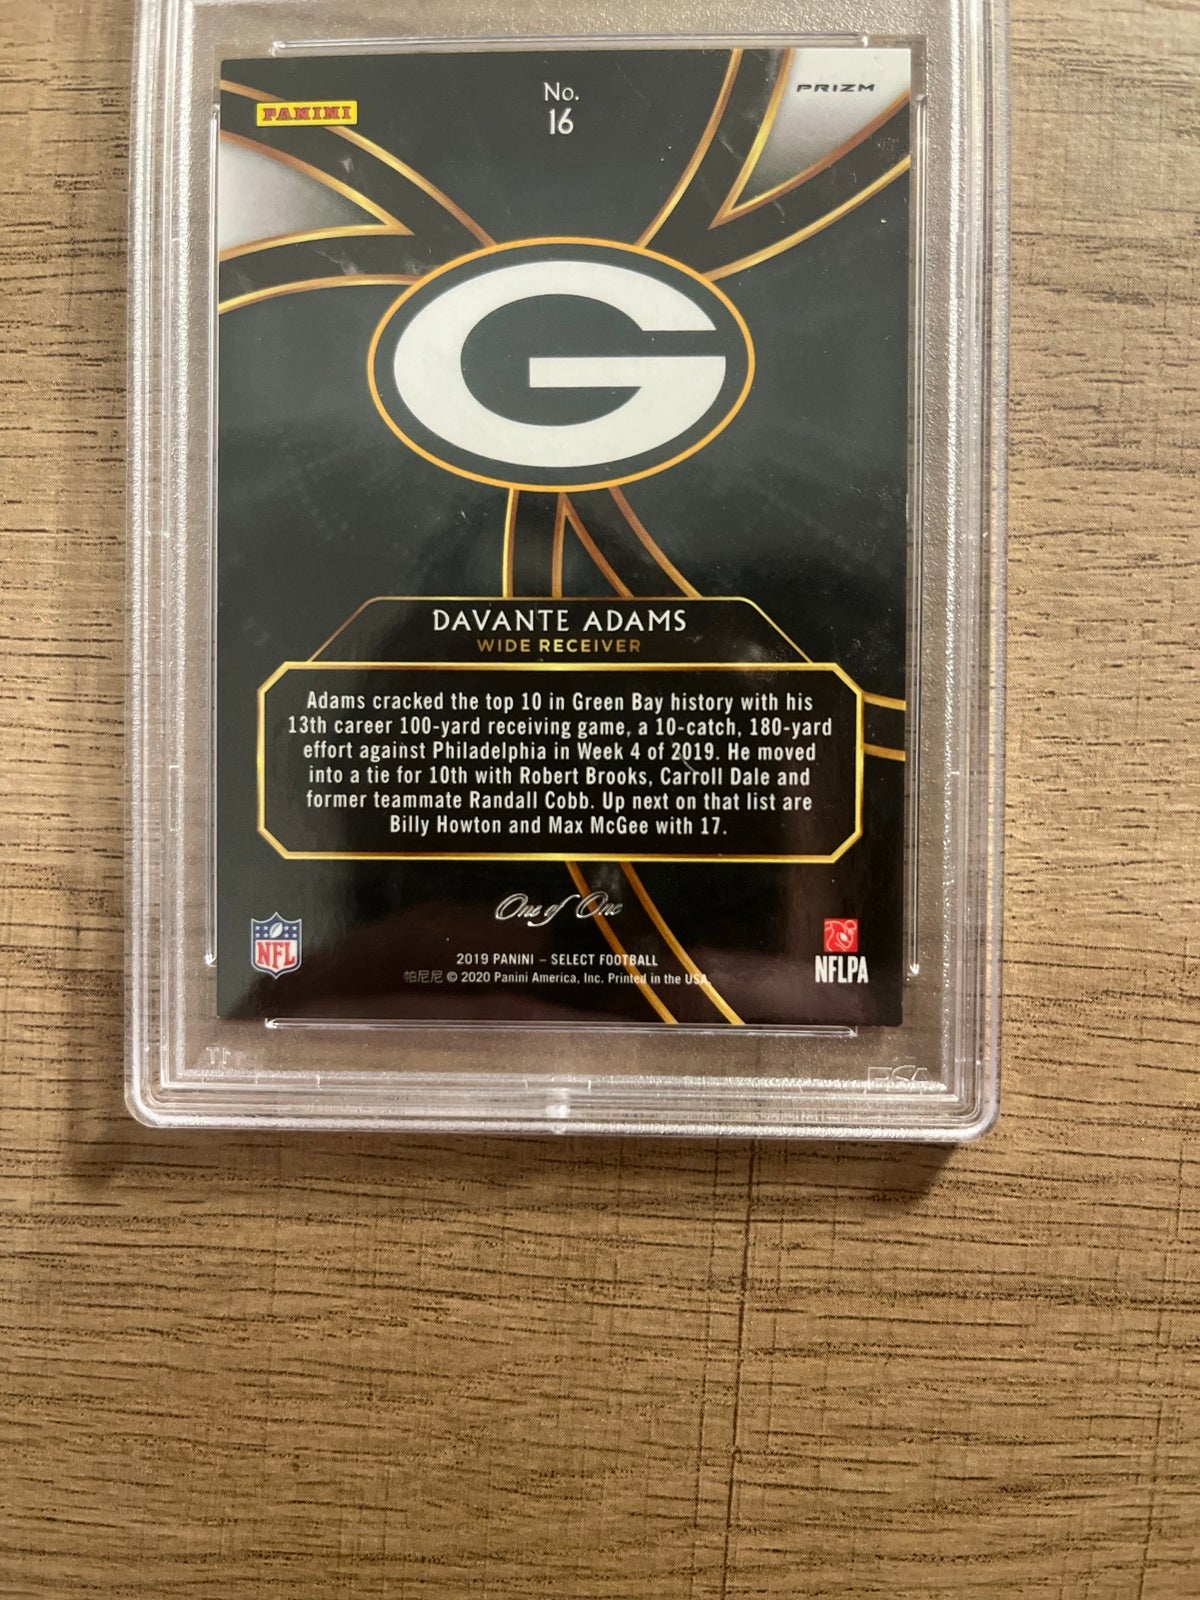 PANINI
No.
16
PRIZM
G
DAVANTE ADAMS
WIDE RECEIVER
Adams cracked the top 10 in Green Bay history with his
13th career 100-yard receiving game, a 10-catch, 180-yard
effort against Philadelphia in Week 4 of 2019. He moved
into a tie for 10th with Robert Brooks, Carroll Dale and
former teammate Randall Cobb. Up next on that list are
Billy Howton and Max McGee with 17.
One of One
NFL
2019 PANINI – SELECT FOOTBALL
帕尼尼 © 2020 Panini America, Inc. Printed in the USA.
NFLPA
PSA